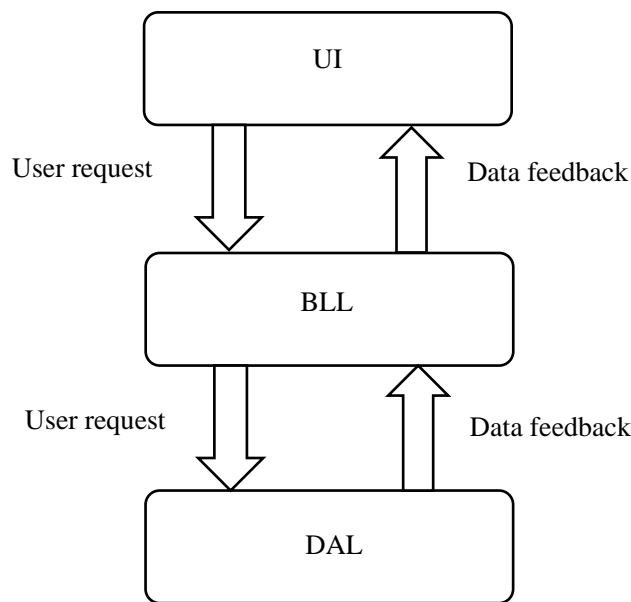 UI
User request
Data feedback
BLL
User request
Data feedback
DAL